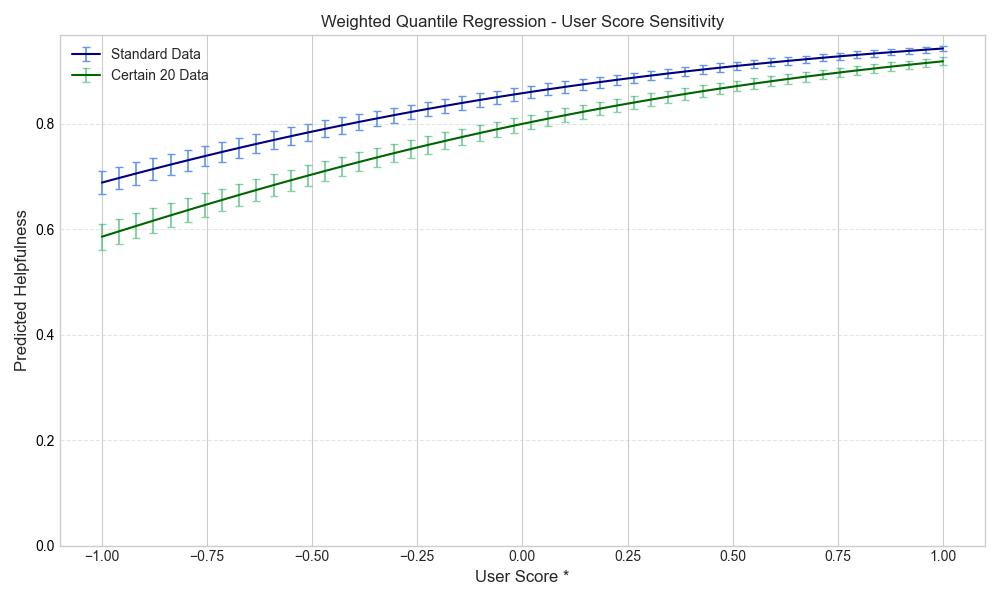 Weighted Quantile Regression - User Score Sensitivity
Standard Data
Certain 20 Data
Predicted Helpfulness
0.8
0.6
0.4
0.2
0.0
−1.00 −0.75 −0.50 −0.25 0.00 0.25 0.50 0.75 1.00
User Score *